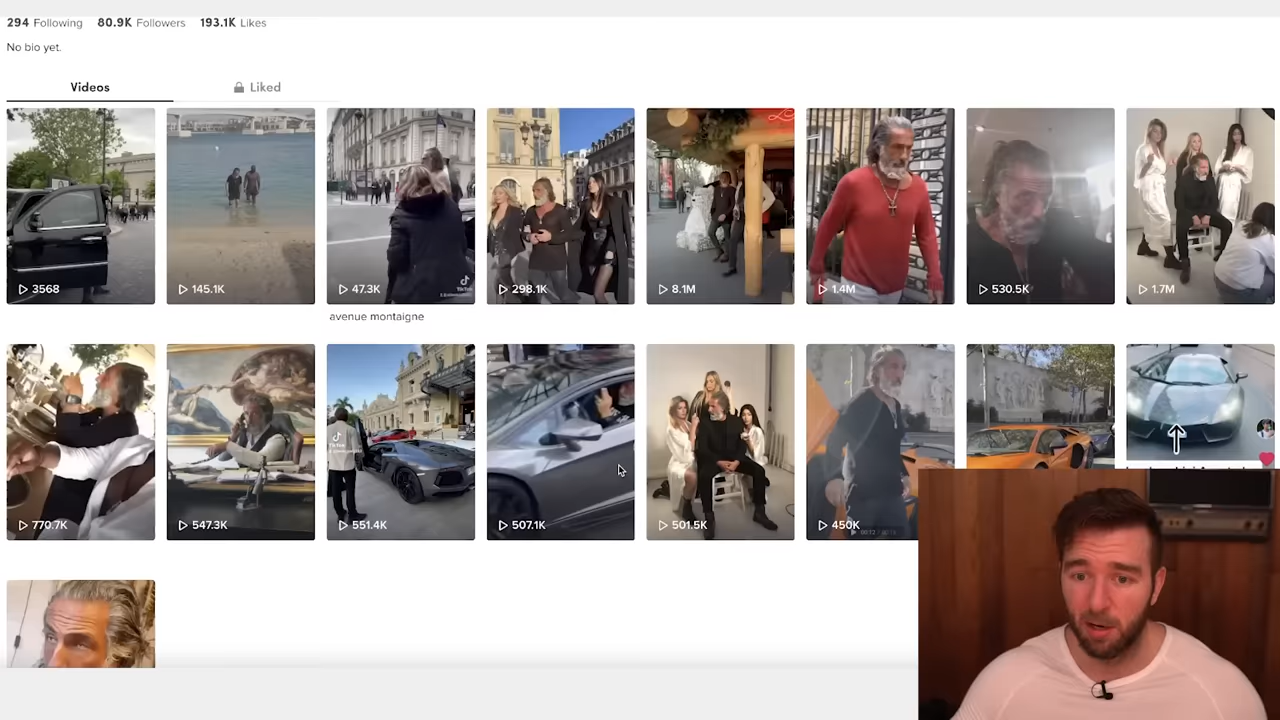 294 Following 80.9K Followers 193.1K Likes
No bio yet.
Videos Liked
3568 145.1K 47.3K 298.1K 8.1M 1.4M 530.5K 1.7M
avenue montaigne
770.7K 547.3K 551.4K 507.1K 501.5K 450K